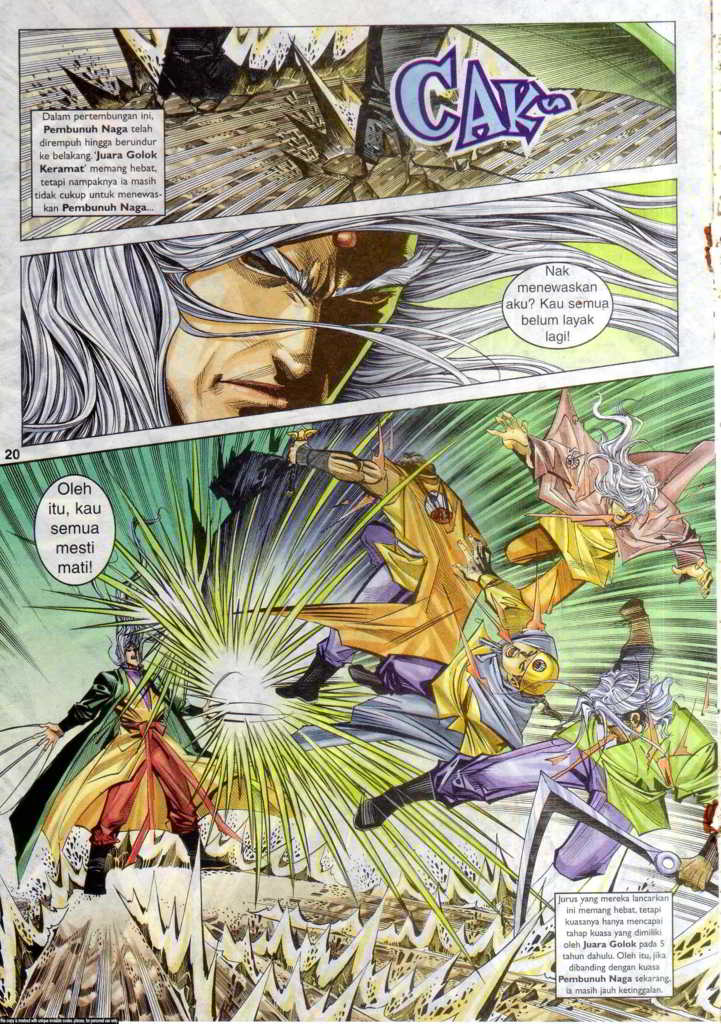 Dalam pertembungan ini,
Pembunuh Naga telah
dirempuh hingga berundur
ke belakang. 'Juara Golok
Keramat' memang hebat,
tetapi nampaknya ia masih
tidak cukup untuk menewas-
kan Pembunuh Naga...
CAKS
Nak
menewaskan
aku? Kau semua
belum layak
lagi!
20
Oleh
itu, kau
semua
mesti
mati!
Jurus yang mereka lancarkan
ini memang hebat, tetapi
kuasanya hanya mencapai
tahap kuasa yang dimiliki
oleh Juara Golok pada 5
tahun dahulu. Oleh itu, jika
dibanding dengan kuasa
Pembunuh Naga sekarang,
ia masih jauh ketinggalan.